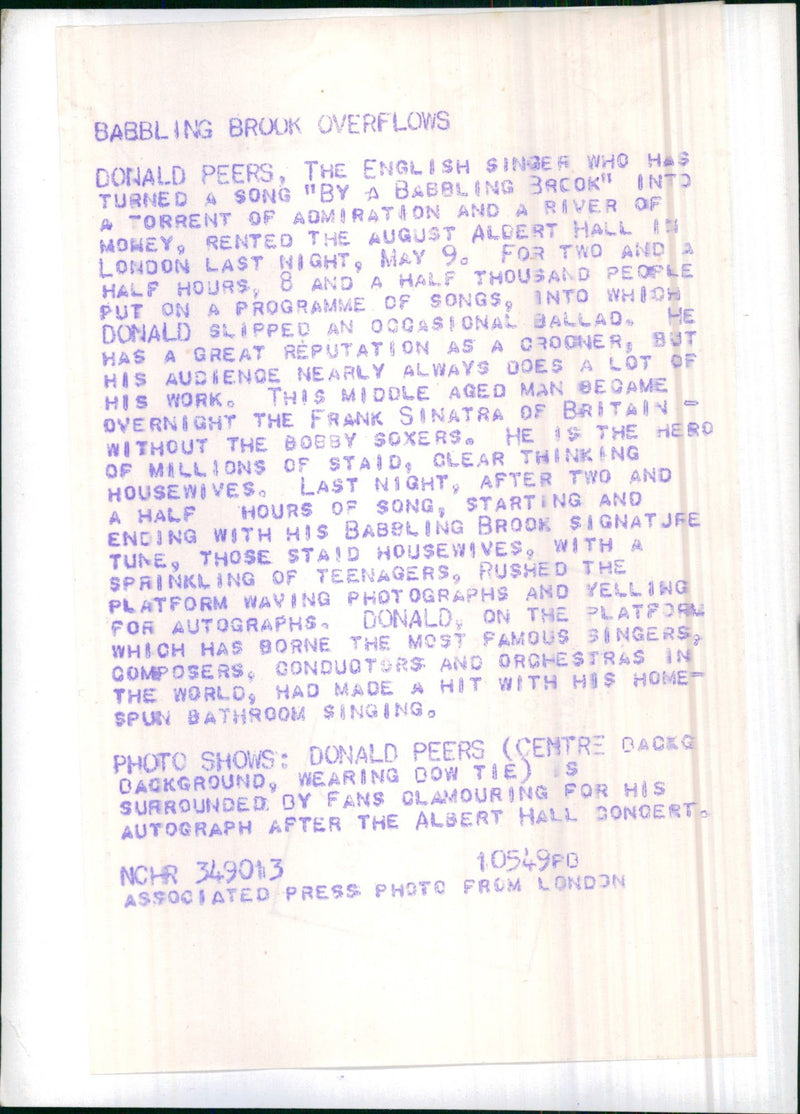 BABBLING BROOK OVERFLOWS
DONALD PEERS, THE ENGLISH SINGER WHO HAS
TURNED A SONG "BY A BABBLING BROOK" INTO
A TORRENT OF ADMIRATION AND A RIVER OF
MONEY, RENTED THE AUGUST ALBERT HALL IN
LONDON LAST NIGHT, MAY 9. FOR TWO AND A
HALF HOURS, 8 AND A HALF THOUSAND PEOPLE
PUT ON A PROGRAMME OF SONGS, INTO WHICH
DONALD SLIPPED AN OCCASIONAL BALLAD. HE
HAS A GREAT REPUTATION AS A CROONER, BUT
HIS AUDIENCE NEARLY ALWAYS DOES A LOT OF
HIS WORK. THIS MIDDLE AGED MAN BECAME
OVERNIGHT THE FRANK SINATRA OF BRITAIN -
WITHOUT THE BOBBY SOXERS. HE IS THE HERO
OF MILLIONS OF STAID, CLEAR THINKING
HOUSEWIVES. LAST NIGHT, AFTER TWO AND
A HALF HOURS OF SONG, STARTING AND
ENDING WITH HIS BABBLING BROOK SIGNATURE
TUNE, THOSE STAID HOUSEWIVES, WITH A
SPRINKLING OF TEENAGERS, RUSHED THE
PLATFORM WAVING PHOTOGRAPHS AND YELLING
FOR AUTOGRAPHS. DONALD, ON THE PLATFORM
WHICH HAS BORNE THE MOST FAMOUS SINGERS,
COMPOSERS, CONDUCTORS AND ORCHESTRAS IN
THE WORLD, HAD MADE A HIT WITH HIS HOME-
SPUN BATHROOM SINGING.
PHOTO SHOWS: DONALD PEERS (CENTRE BACKG
BACKGROUND, WEARING BOW TIE) IS
SURROUNDED BY FANS CLAMOURING FOR HIS
AUTOGRAPH AFTER THE ALBERT HALL CONCERT.
NCHR 349013 10549PB
ASSOCIATED PRESS PHOTO FROM LONDON